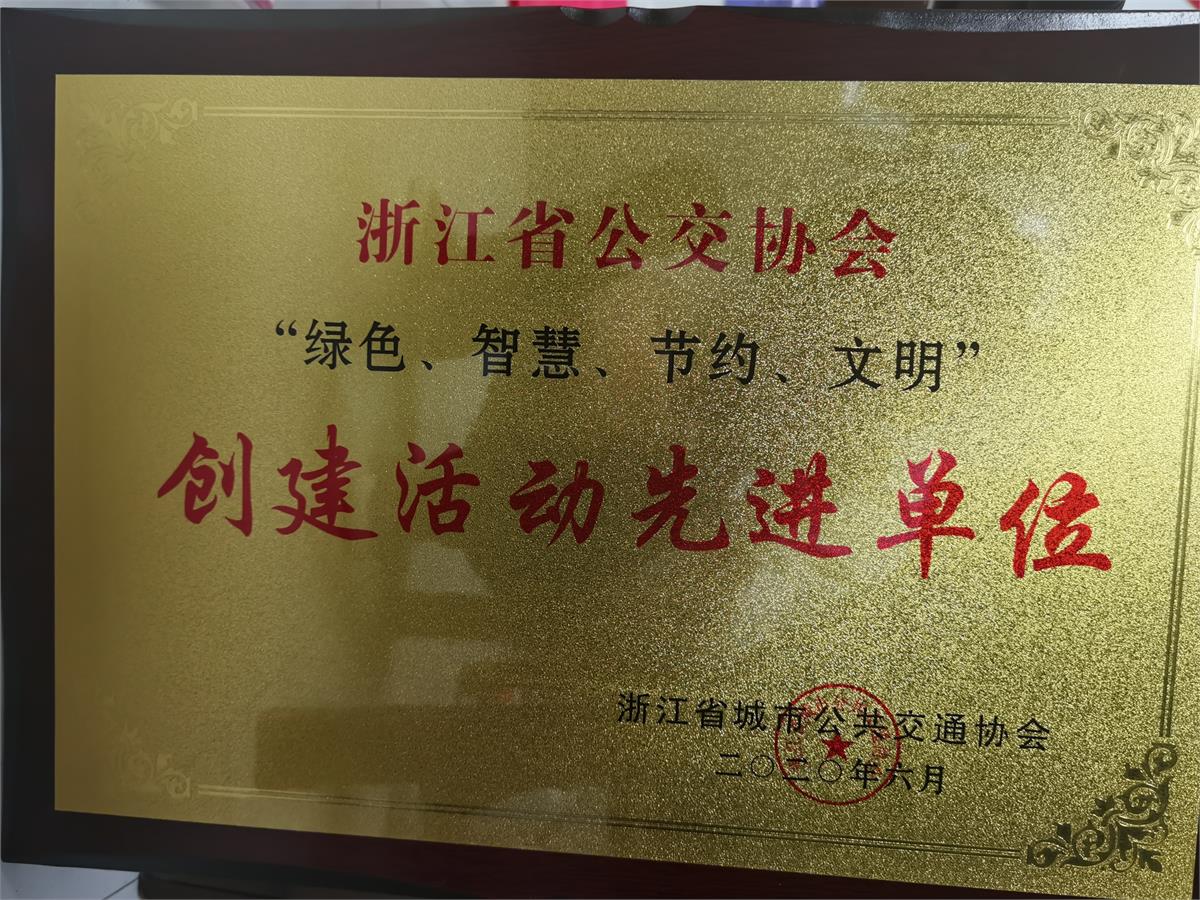 浙江省公交协会
“绿色、智慧、节约、文明”
创建活动先进单位
浙江省城市公共交通协会
二〇二〇年六月